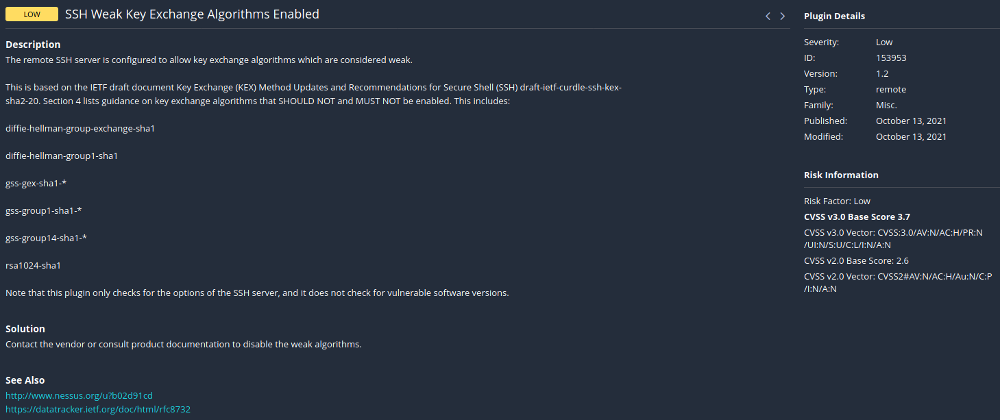 LOW SSH Weak Key Exchange Algorithms Enabled
Description
The remote SSH server is configured to allow key exchange algorithms which are considered weak.
This is based on the IETF draft document Key Exchange (KEX) Method Updates and Recommendations for Secure Shell (SSH) draft-ietf-curdle-ssh-kex-
sha2-20. Section 4 lists guidance on key exchange algorithms that SHOULD NOT and MUST NOT be enabled. This includes:
diffie-hellman-group-exchange-sha1
diffie-hellman-group1-sha1
gss-gex-sha1-*
gss-group1-sha1-*
gss-group14-sha1-*
rsa1024-sha1
Note that this plugin only checks for the options of the SSH server, and it does not check for vulnerable software versions.
Solution
Contact the vendor or consult product documentation to disable the weak algorithms.
See Also
http://www.nessus.org/u?b02d91cd
https://datatracker.ietf.org/doc/html/rfc8732
Plugin Details
Severity: Low
ID: 153953
Version: 1.2
Type: remote
Family: Misc.
Published: October 13, 2021
Modified: October 13, 2021
Risk Information
Risk Factor: Low
CVSS v3.0 Base Score 3.7
CVSS v3.0 Vector: CVSS:3.0/AV:N/AC:H/PR:N
/UI:N/S:U/C:L/I:N/A:N
CVSS v2.0 Base Score: 2.6
CVSS v2.0 Vector: CVSS2#AV:N/AC:H/Au:N/C:P
/I:N/A:N